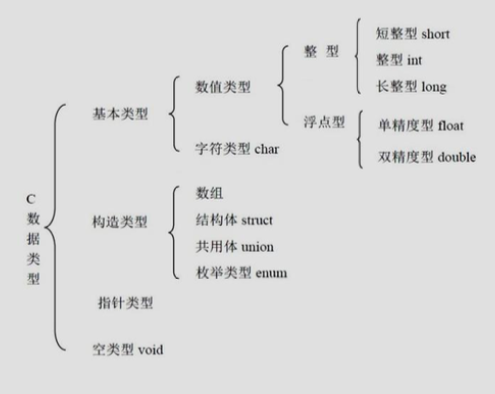 C
数
据
类
型
基本类型
数值类型
整 型
短整型 short
整型 int
长整型 long
浮点型
单精度型 float
双精度型 double
字符类型 char
构造类型
数组
结构体 struct
共用体 union
枚举类型 enum
指针类型
空类型 void